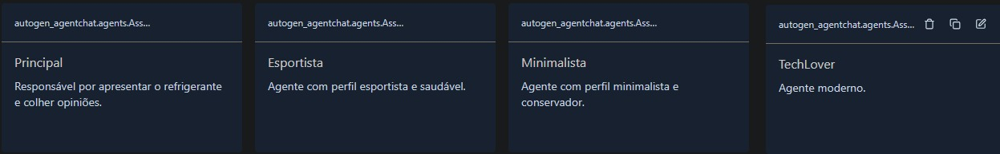 autogen_agentchat.agents.Ass...
Principal
Responsável por apresentar o refrigerante
e colher opiniões.
autogen_agentchat.agents.Ass...
Esportista
Agente com perfil esportista e saudável.
autogen_agentchat.agents.Ass...
Minimalista
Agente com perfil minimalista e
conservador.
autogen_agentchat.agents.Ass...
TechLover
Agente moderno.